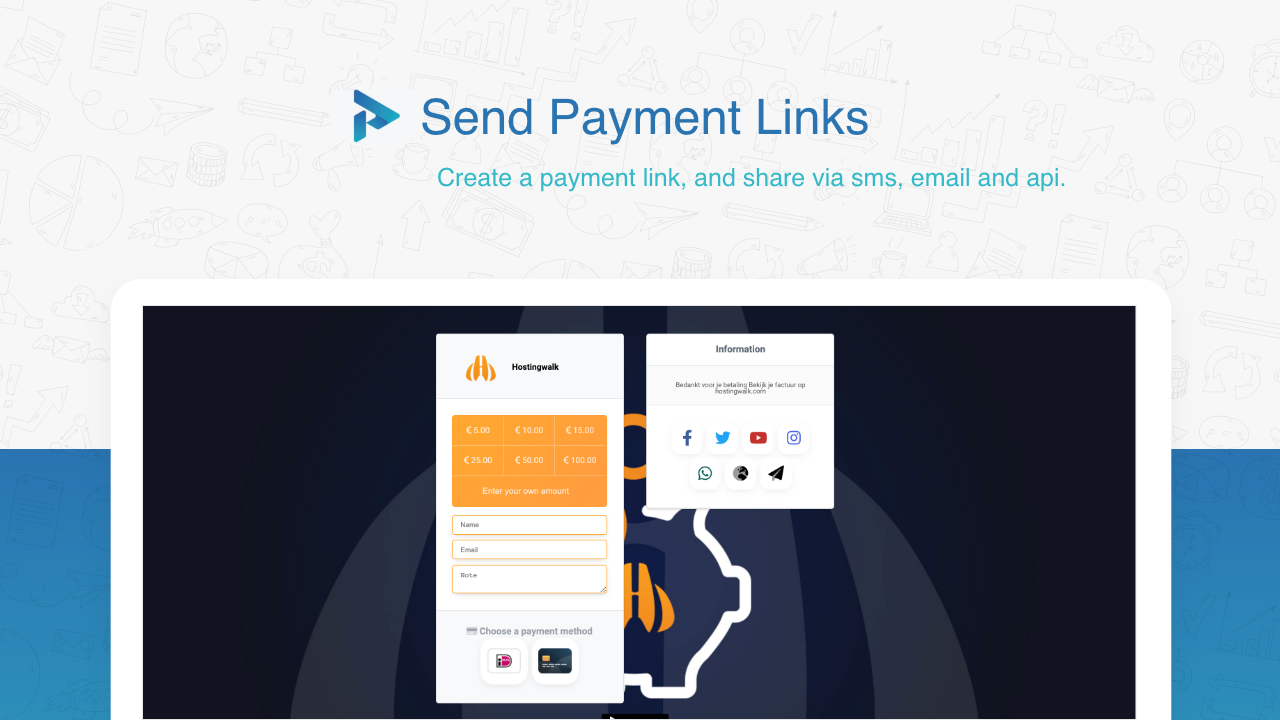 Send Payment Links
Create a payment link, and share via sms, email and api.
Hostingwalk
€ 5.00 € 10.00 € 15.00
€ 25.00 € 50.00 € 100.00
Enter your own amount
Name
Email
Note
Choose a payment method
iD
Information
Bedankt voor je betaling Bekijk je factuur op
hostingwalk.com